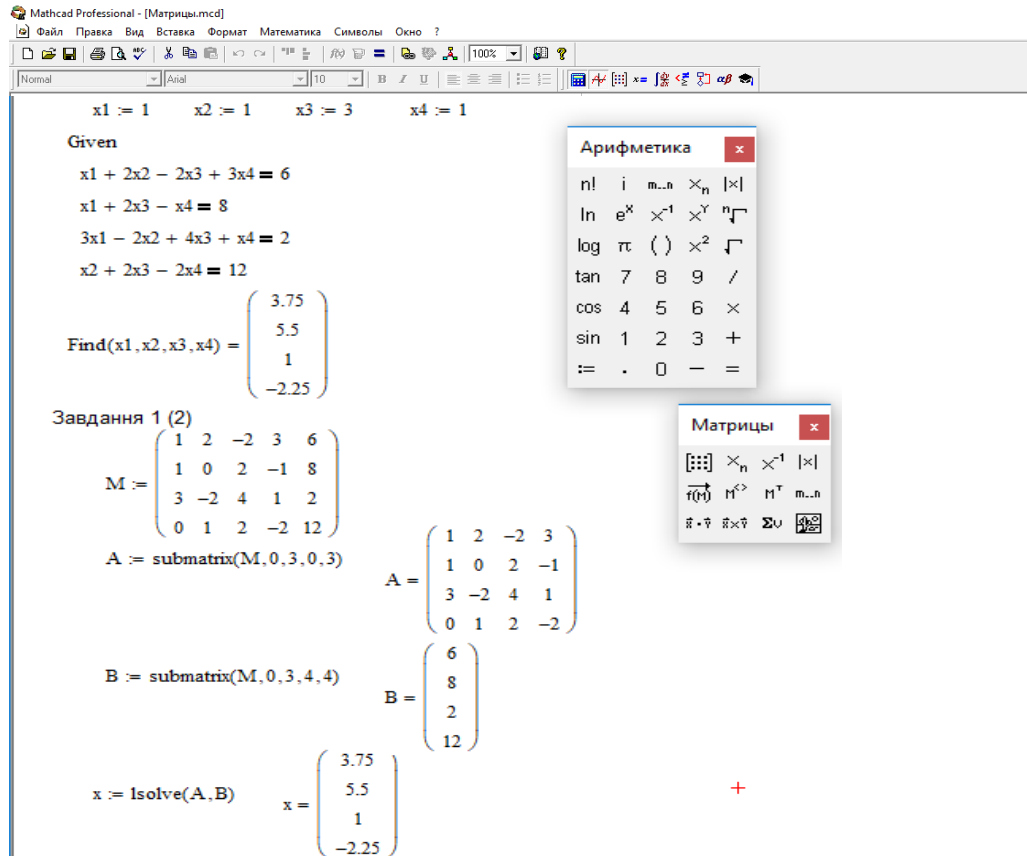 Mathcad Professional - [Матрицы.mcd]
Файл Правка Вид Вставка Формат Математика Символы Окно ?
100%
Normal Arial 10 B I U
x1 := 1 x2 := 1 x3 := 3 x4 := 1
Given
x1 + 2x2 − 2x3 + 3x4 = 6
x1 + 2x3 − x4 = 8
3x1 − 2x2 + 4x3 + x4 = 2
x2 + 2x3 − 2x4 = 12
Find(x1,x2,x3,x4) =
3.75
5.5
1
−2.25
Завдання 1 (2)
M :=
1 2 −2 3 6
1 0 2 −1 8
3 −2 4 1 2
0 1 2 −2 12
A := submatrix(M,0,3,0,3)
A =
1 2 −2 3
1 0 2 −1
3 −2 4 1
0 1 2 −2
B := submatrix(M,0,3,4,4)
B =
6
8
2
12
x := lsolve(A,B)
x =
3.75
5.5
1
−2.25
Арифметика x
n! i m..n ×n |×|
ln e^x ×^-1 ×^Y n√
log π ( ) ×² √
tan 7 8 9 /
cos 4 5 6 ×
sin 1 2 3 +
:= . 0 − =
Матрицы x
[:::] ×n ×^-1 |×|
f(M) M^<> M^T m..n
x·y x×y Συ